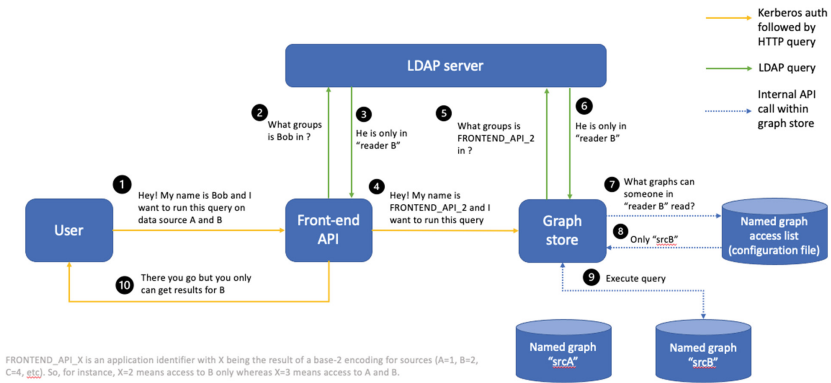 Kerberos auth
followed by
HTTP query
LDAP query
Internal API
call within
graph store
LDAP server
2
What groups
is Bob in ?
3
He is only in
“reader B”
5
What groups is
FRONTEND_API_2
in ?
6
He is only in
“reader B”
1
Hey! My name is Bob and I
want to run this query on
data source A and B
4
Hey! My name is
FRONTEND_API_2 and I
want to run this query
7
What graphs can
someone in
“reader B” read?
User
Front-end
API
Graph
store
8
Only “srcB”
Named graph
access list
(configuration file)
10
There you go but you only
can get results for B
9
Execute query
Named graph
“srcA”
Named graph
“srcB”
FRONTEND_API_X is an application identifier with X being the result of a base-2 encoding for sources (A=1, B=2,
C=4, etc). So, for instance, X=2 means access to B only whereas X=3 means access to A and B.